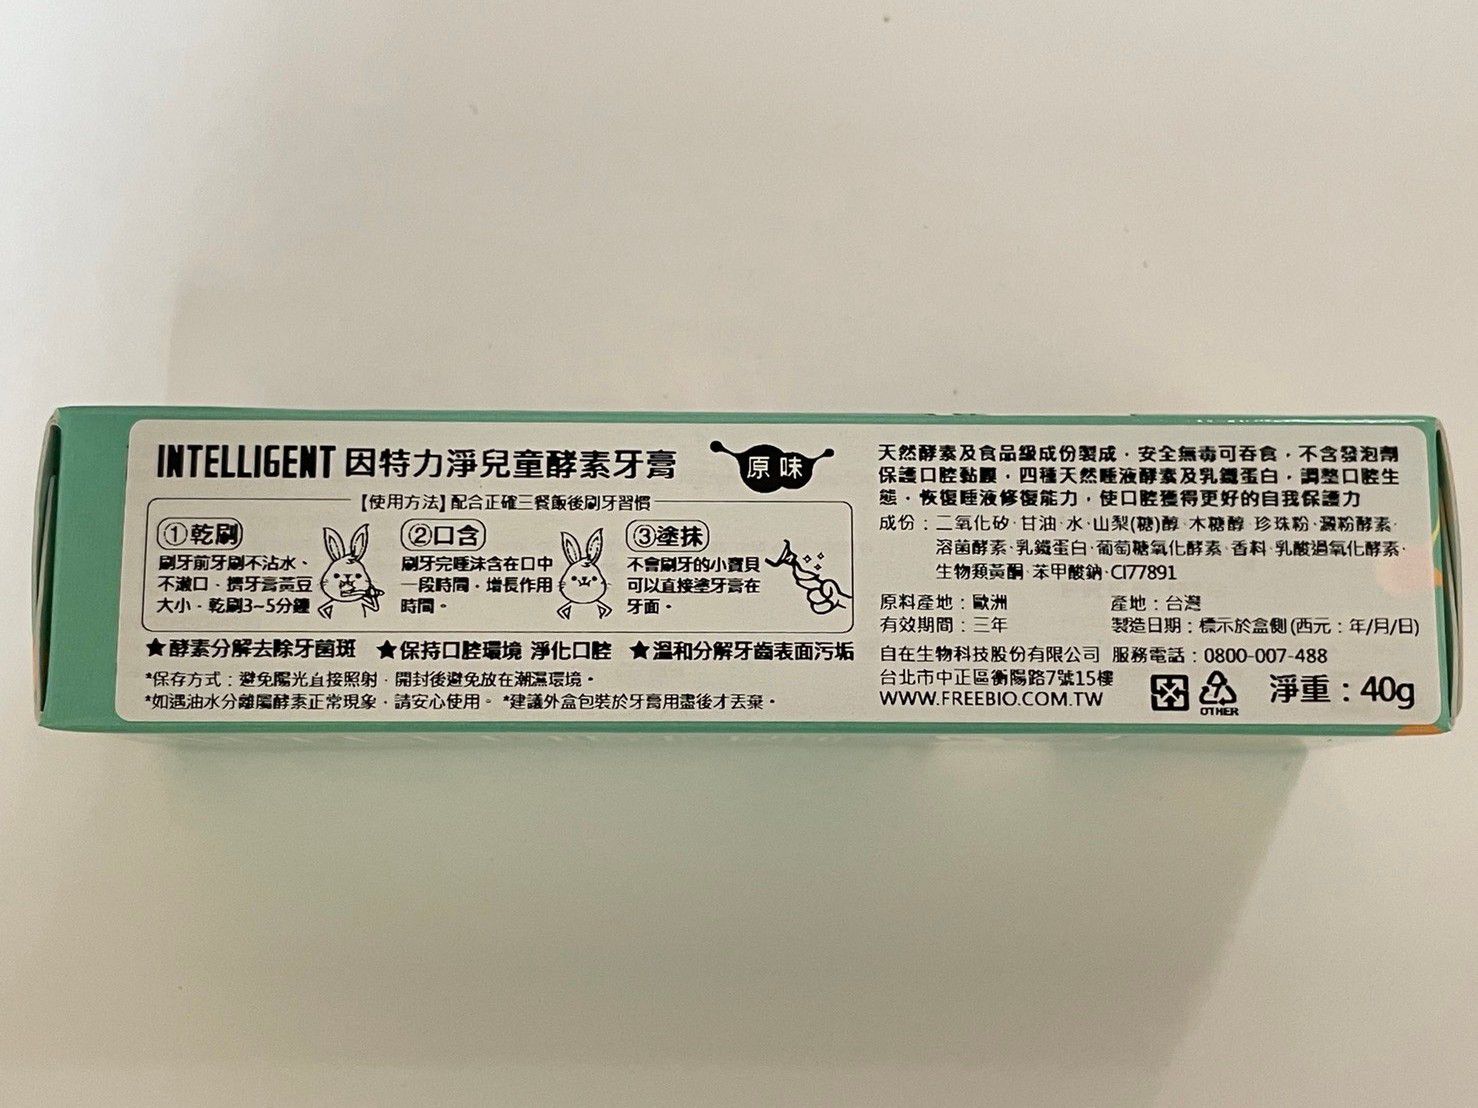 INTELLIGENT 因特力淨兒童酵素牙膏
原味
【使用方法】配合正確三餐飯後刷牙習慣
①乾刷
刷牙前牙刷不沾水、
不漱口．擠牙膏黃豆
大小．乾刷3~5分鐘
②口含
刷牙完唾沫含在口中
一段時間．增長作用
時間。
③塗抹
不會刷牙的小寶貝
可以直接塗牙膏在
牙面。
★酵素分解去除牙菌斑 ★保持口腔環境 淨化口腔 ★溫和分解牙齒表面污垢
*保存方式：避免陽光直接照射．開封後避免放在潮濕環境。
*如遇油水分離屬酵素正常現象．請安心使用。 *建議外盒包裝於牙膏用盡後才丟棄。
天然酵素及食品級成份製成．安全無毒可吞食．不含發泡劑
保護口腔黏膜．四種天然唾液酵素及乳鐵蛋白．調整口腔生
態．恢復唾液修復能力．使口腔獲得更好的自我保護力
成份：二氧化矽·甘油·水·山梨(糖)醇·木糖醇·珍珠粉·澱粉酵素·
溶菌酵素·乳鐵蛋白·葡萄糖氧化酵素·香料·乳酸過氧化酵素·
生物類黃酮·苯甲酸鈉·CI77891
原料產地：歐洲 產地：台灣
有效期間：三年 製造日期：標示於盒側(西元：年/月/日)
自在生物科技股份有限公司 服務電話：0800-007-488
台北市中正區衡陽路7號15樓
WWW.FREEBIO.COM.TW
7
OTHER
淨重：40g